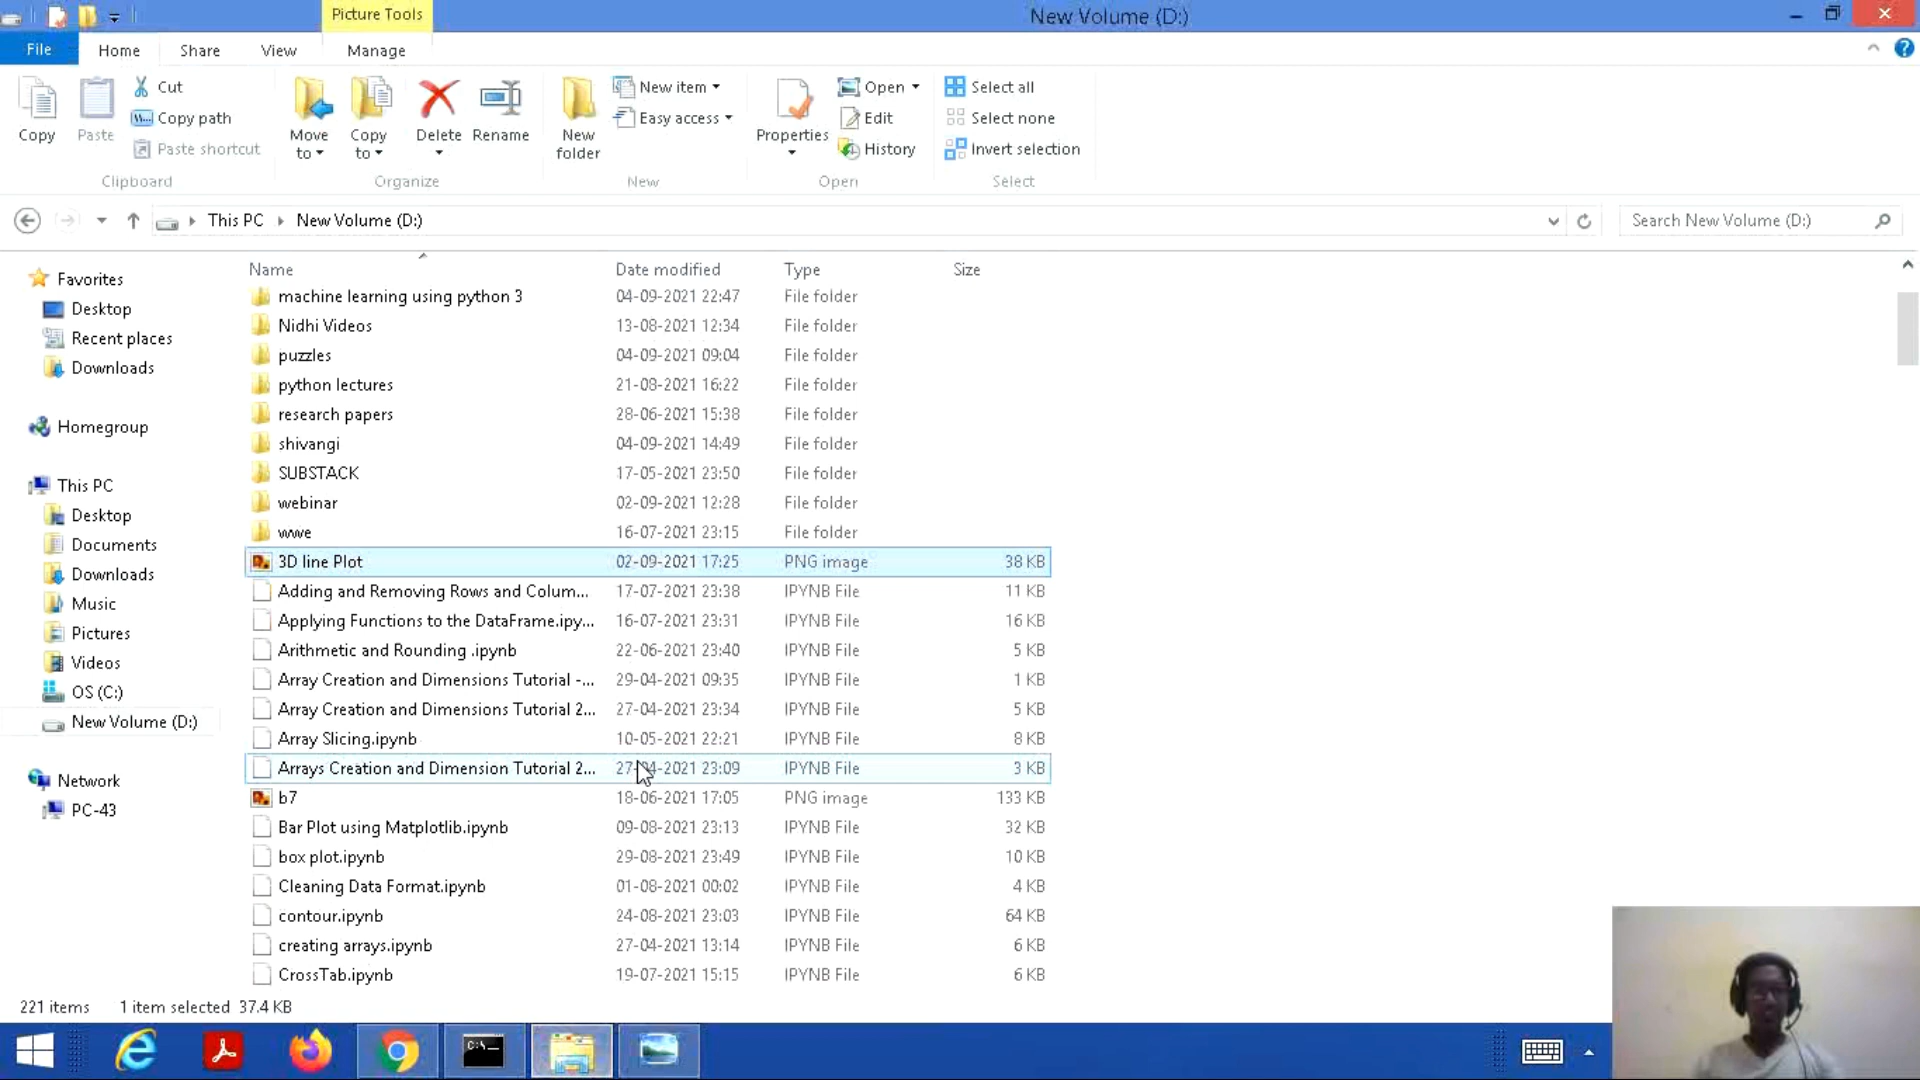 Picture Tools
New Volume (D:)
File Home Share View Manage
Copy
Paste
Cut
Copy path
Paste shortcut
Clipboard
Move to
Copy to
Delete
Rename
Organize
New folder
New item
Easy access
New
Properties
Open
Edit
History
Open
Select all
Select none
Invert selection
Select
This PC New Volume (D:)
Search New Volume (D:)
Favorites
Desktop
Recent places
Downloads
Homegroup
This PC
Desktop
Documents
Downloads
Music
Pictures
Videos
OS (C:)
New Volume (D:)
Network
PC-43
Name Date modified Type Size
machine learning using python 3 04-09-2021 22:47 File folder
Nidhi Videos 13-08-2021 12:34 File folder
puzzles 04-09-2021 09:04 File folder
python lectures 21-08-2021 16:22 File folder
research papers 28-06-2021 15:38 File folder
shivangi 04-09-2021 14:49 File folder
SUBSTACK 17-05-2021 23:50 File folder
webinar 02-09-2021 12:28 File folder
wwe 16-07-2021 23:15 File folder
3D line Plot 02-09-2021 17:25 PNG image 38 KB
Adding and Removing Rows and Colum... 17-07-2021 23:38 IPYNB File 11 KB
Applying Functions to the DataFrame.ipy... 16-07-2021 23:31 IPYNB File 16 KB
Arithmetic and Rounding .ipynb 22-06-2021 23:40 IPYNB File 5 KB
Array Creation and Dimensions Tutorial -... 29-04-2021 09:35 IPYNB File 1 KB
Array Creation and Dimensions Tutorial 2... 27-04-2021 23:34 IPYNB File 5 KB
Array Slicing.ipynb 10-05-2021 22:21 IPYNB File 8 KB
Arrays Creation and Dimension Tutorial 2... 27-04-2021 23:09 IPYNB File 3 KB
b7 18-06-2021 17:05 PNG image 133 KB
Bar Plot using Matplotlib.ipynb 09-08-2021 23:13 IPYNB File 32 KB
box plot.ipynb 29-08-2021 23:49 IPYNB File 10 KB
Cleaning Data Format.ipynb 01-08-2021 00:02 IPYNB File 4 KB
contour.ipynb 24-08-2021 23:03 IPYNB File 64 KB
creating arrays.ipynb 27-04-2021 13:14 IPYNB File 6 KB
CrossTab.ipynb 19-07-2021 15:15 IPYNB File 6 KB
221 items 1 item selected 37.4 KB